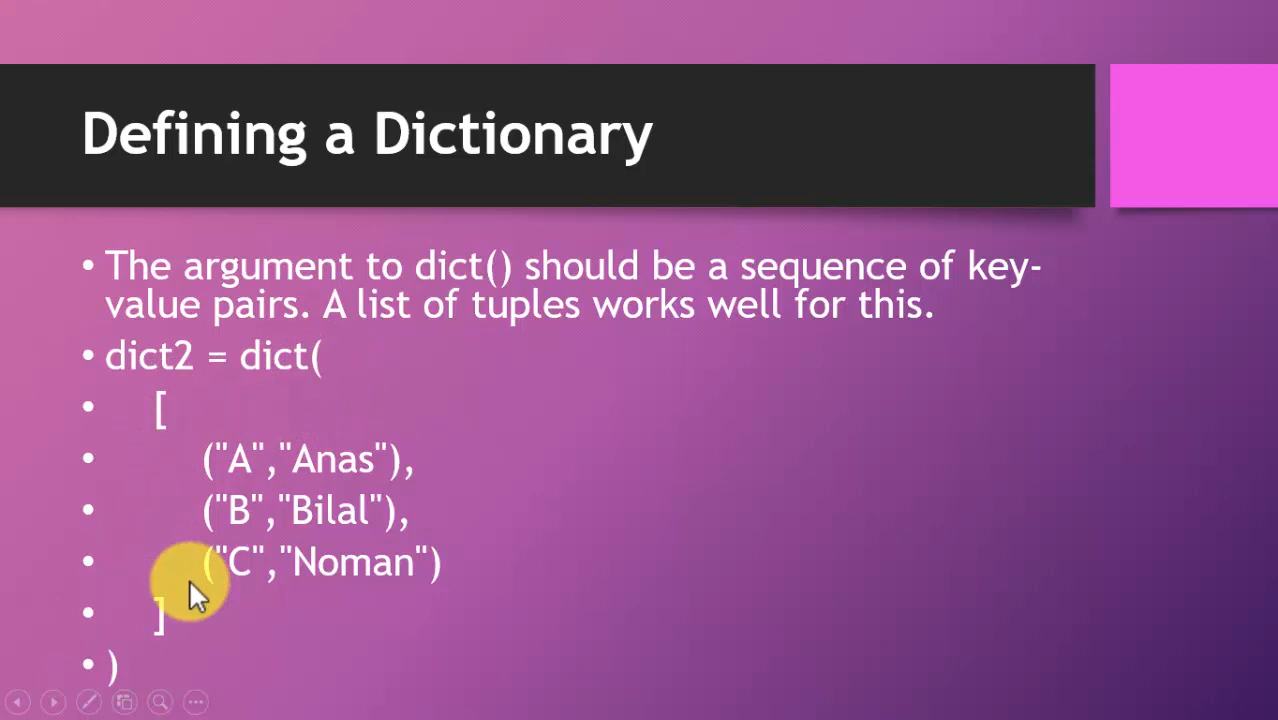 Defining a Dictionary
• The argument to dict() should be a sequence of key-
value pairs. A list of tuples works well for this.
• dict2 = dict(
• [
• ("A","Anas"),
• ("B","Bilal"),
• ("C","Noman")
• ]
• )